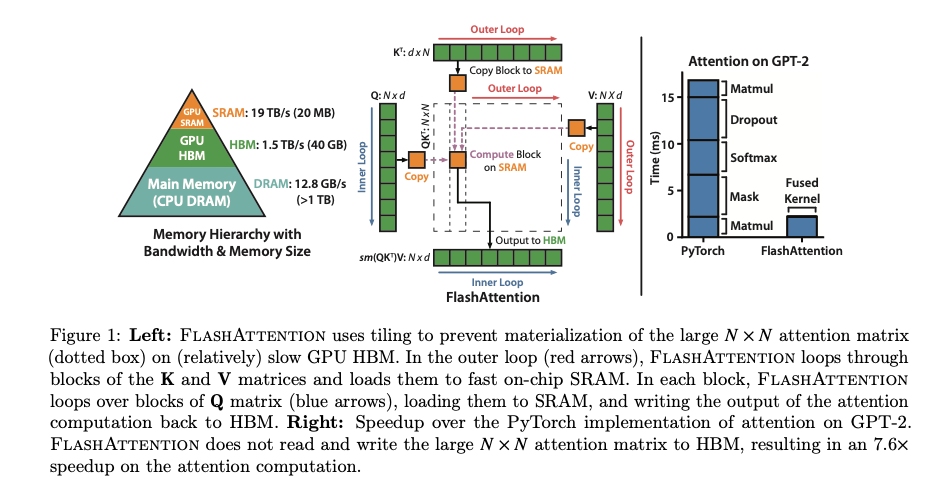 GPU
SRAM
GPU
HBM
Main Memory
(CPU DRAM)
SRAM: 19 TB/s (20 MB)
HBM: 1.5 TB/s (40 GB)
DRAM: 12.8 GB/s
(>1 TB)
Memory Hierarchy with
Bandwidth & Memory Size
Outer Loop
Kᵀ: d x N
Copy Block to SRAM
Outer Loop
Q: N x d
V: N x d
QKᵀ: N x N
Inner Loop
Copy
Compute Block
on SRAM
Copy
Inner Loop
Outer Loop
Output to HBM
sm(QKᵀ)V: N x d
Inner Loop
FlashAttention
Attention on GPT-2
Time (ms)
15
10
5
0
Matmul
Dropout
Softmax
Mask
Matmul
Fused
Kernel
PyTorch
FlashAttention
Figure 1: Left: FLASHATTENTION uses tiling to prevent materialization of the large N × N attention matrix
(dotted box) on (relatively) slow GPU HBM. In the outer loop (red arrows), FLASHATTENTION loops through
blocks of the K and V matrices and loads them to fast on-chip SRAM. In each block, FLASHATTENTION
loops over blocks of Q matrix (blue arrows), loading them to SRAM, and writing the output of the attention
computation back to HBM. Right: Speedup over the PyTorch implementation of attention on GPT-2.
FLASHATTENTION does not read and write the large N × N attention matrix to HBM, resulting in an 7.6×
speedup on the attention computation.